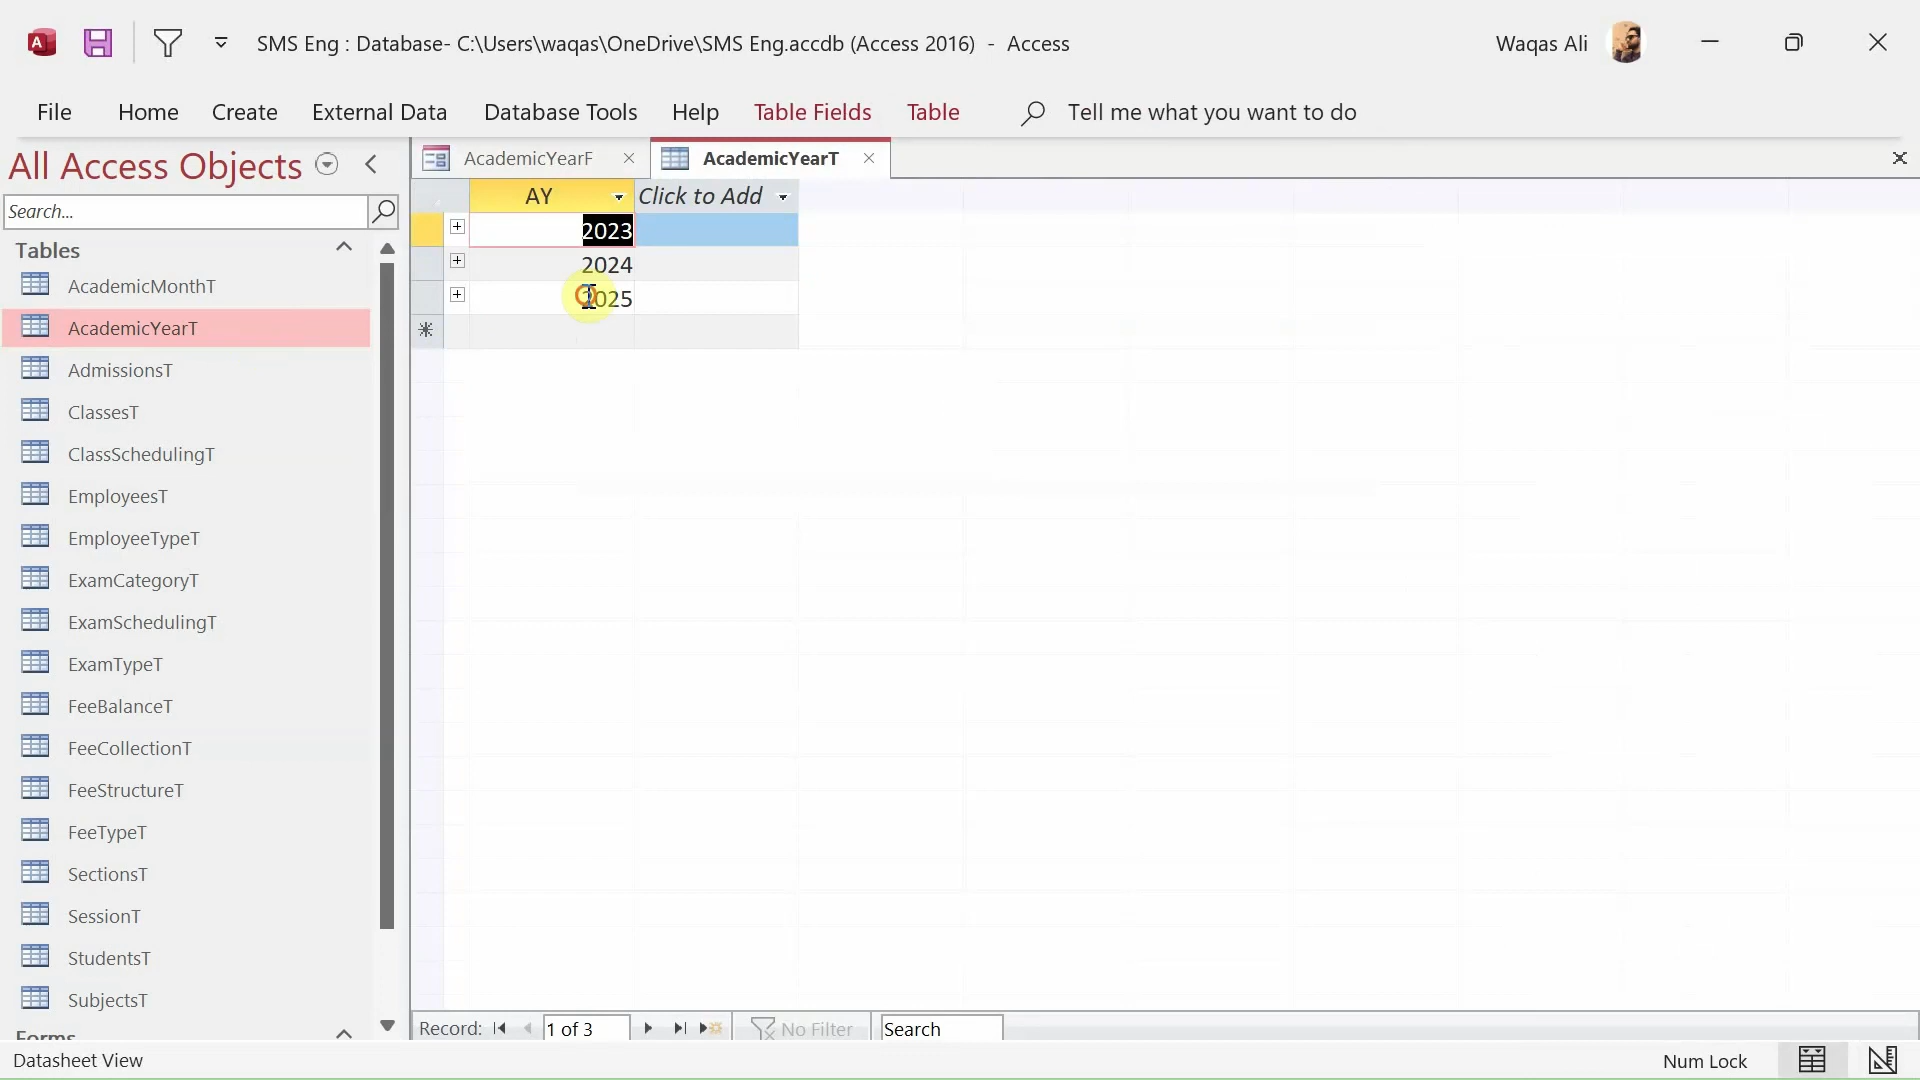 SMS Eng : Database- C:\Users\waqas\OneDrive\SMS Eng.accdb (Access 2016) - Access
Waqas Ali
File Home Create External Data Database Tools Help Table Fields Table Tell me what you want to do
All Access Objects
Search...
Tables
AcademicMonthT
AcademicYearT
AdmissionsT
ClassesT
ClassSchedulingT
EmployeesT
EmployeeTypeT
ExamCategoryT
ExamSchedulingT
ExamTypeT
FeeBalanceT
FeeCollectionT
FeeStructureT
FeeTypeT
SectionsT
SessionT
StudentsT
SubjectsT
Forms
AcademicYearF AcademicYearT
AY Click to Add
2023
2024
2025
Record: 1 of 3 No Filter Search
Datasheet View
Num Lock